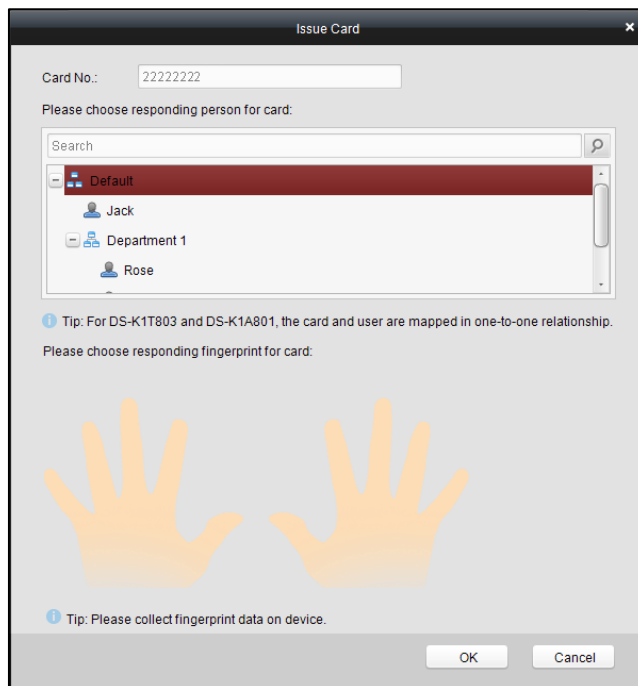 Issue Card
Card No.: 22222222
Please choose responding person for card:
Search
Default
Jack
Department 1
Rose
Tip: For DS-K1T803 and DS-K1A801, the card and user are mapped in one-to-one relationship.
Please choose responding fingerprint for card:
Tip: Please collect fingerprint data on device.
OK Cancel